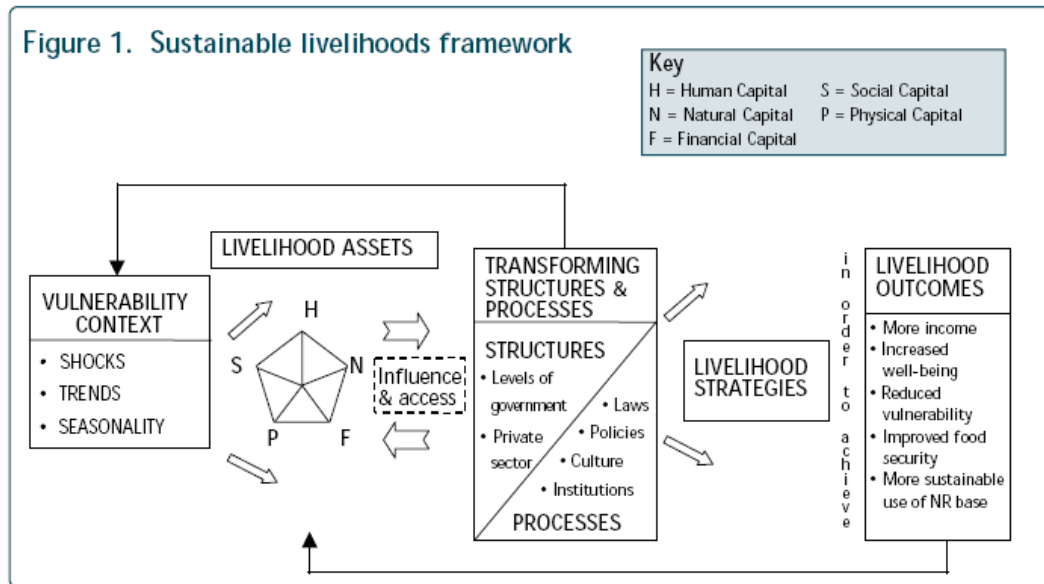 Figure 1. Sustainable livelihoods framework
Key
H = Human Capital S = Social Capital
N = Natural Capital P = Physical Capital
F = Financial Capital
LIVELIHOOD ASSETS
VULNERABILITY
CONTEXT
• SHOCKS
• TRENDS
• SEASONALITY
H
S
N
P
F
Influence
& access
TRANSFORMING
STRUCTURES &
PROCESSES
STRUCTURES
• Levels of
government
• Private
sector
• Laws
• Policies
• Culture
• Institutions
PROCESSES
LIVELIHOOD
STRATEGIES
in order to achieve
LIVELIHOOD
OUTCOMES
• More income
• Increased
well-being
• Reduced
vulnerability
• Improved food
security
• More sustainable
use of NR base